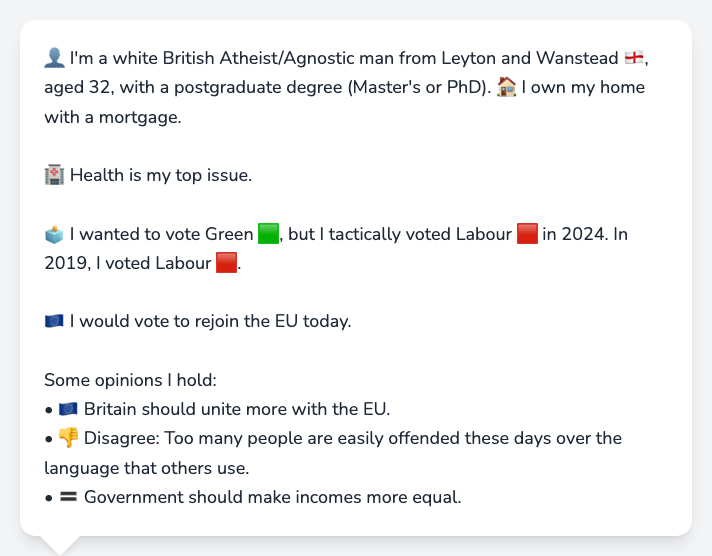 👤 I'm a white British Atheist/Agnostic man from Leyton and Wanstead 🏴󠁧󠁢󠁥󠁮󠁧󠁿,
aged 32, with a postgraduate degree (Master's or PhD). 🏠 I own my home
with a mortgage.
🏥 Health is my top issue.
🗳️ I wanted to vote Green 🟩, but I tactically voted Labour 🟥 in 2024. In
2019, I voted Labour 🟥.
🇪🇺 I would vote to rejoin the EU today.
Some opinions I hold:
• 🇪🇺 Britain should unite more with the EU.
• 👎 Disagree: Too many people are easily offended these days over the
language that others use.
• 🟰 Government should make incomes more equal.